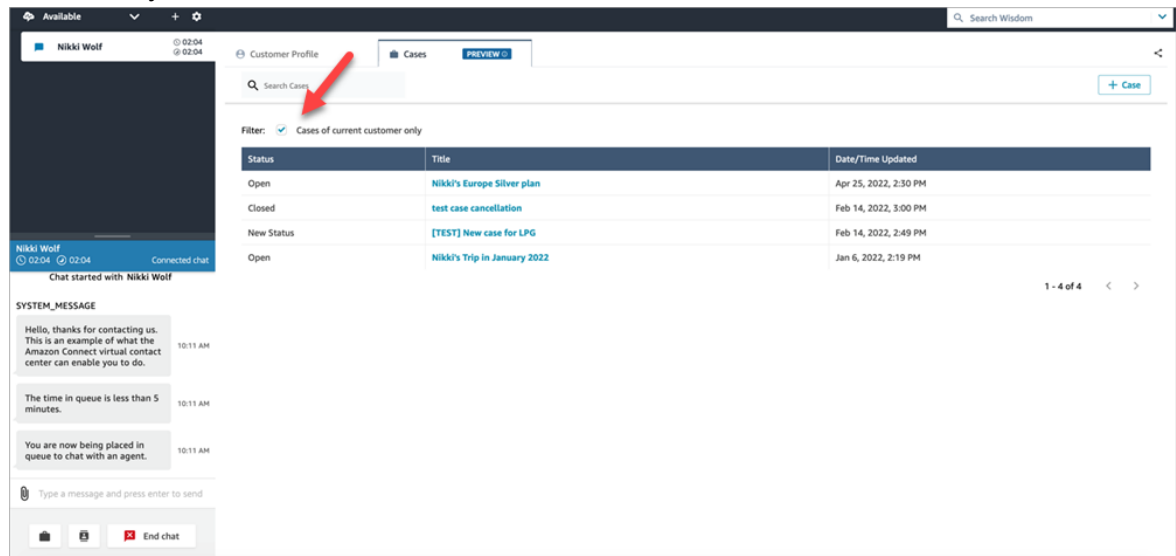 Available
Search Wisdom
Nikki Wolf
02:04
02:04
Customer Profile
Cases
PREVIEW
Search Cases
+ Case
Filter: Cases of current customer only
Status Title Date/Time Updated
Open Nikki's Europe Silver plan Apr 25, 2022, 2:30 PM
Closed test case cancellation Feb 14, 2022, 3:00 PM
New Status [TEST] New case for LPG Feb 14, 2022, 2:49 PM
Open Nikki's Trip in January 2022 Jan 6, 2022, 2:19 PM
1 - 4 of 4 < >
Nikki Wolf
02:04 02:04 Connected chat
Chat started with Nikki Wolf
SYSTEM_MESSAGE
Hello, thanks for contacting us.
This is an example of what the
Amazon Connect virtual contact
center can enable you to do.
10:11 AM
The time in queue is less than 5
minutes.
10:11 AM
You are now being placed in
queue to chat with an agent.
10:11 AM
Type a message and press enter to send
End chat